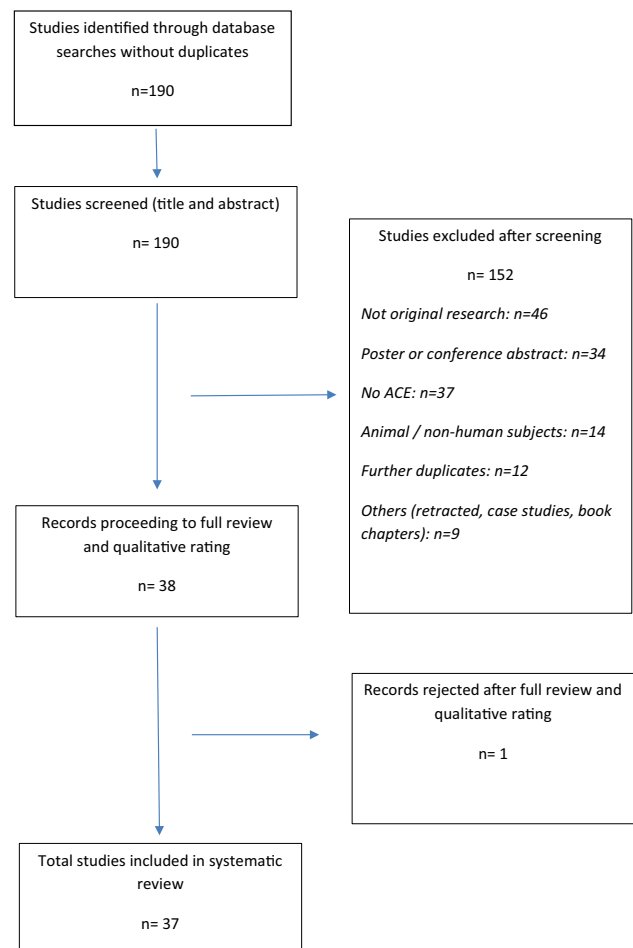 Studies identified through database
searches without duplicates
n=190
Studies screened (title and abstract)
n= 190
Studies excluded after screening
n= 152
Not original research: n=46
Poster or conference abstract: n=34
No ACE: n=37
Animal / non-human subjects: n=14
Further duplicates: n=12
Others (retracted, case studies, book
chapters): n=9
Records proceeding to full review
and qualitative rating
n= 38
Records rejected after full review and
qualitative rating
n= 1
Total studies included in systematic
review
n= 37